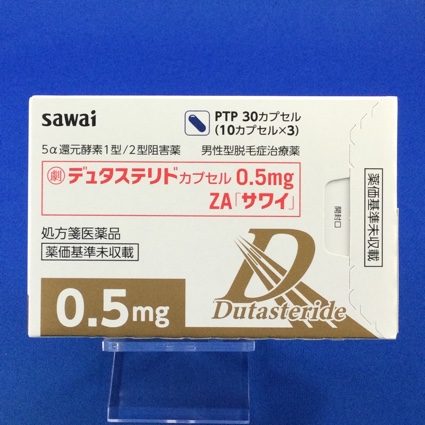 sawai
PTP 30カプセル
(10カプセル×3)
5α還元酵素1型/2型阻害薬
男性型脱毛症治療薬
劇 デュタステリドカプセル 0.5mg
ZA「サワイ」
処方箋医薬品
薬価基準未収載
開封口
薬価基準未収載
0.5mg
D
Dutasteride